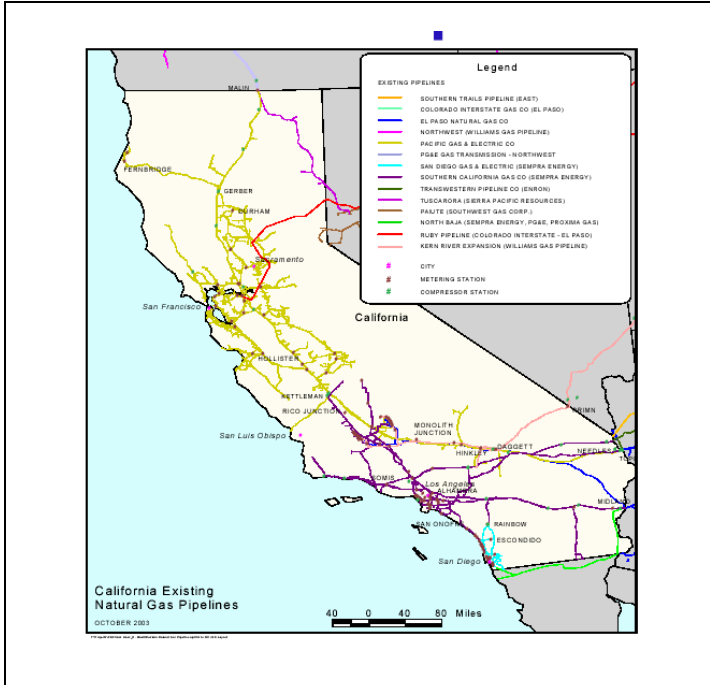 Legend
EXISTING PIPELINES
SOUTHERN TRAILS PIPELINE (EAST)
COLORADO INTERSTATE GAS CO (EL PASO)
EL PASO NATURAL GAS CO
NORTHWEST (WILLIAMS GAS PIPELINE)
PACIFIC GAS & ELECTRIC CO
PG&E GAS TRANSMISSION - NORTHWEST
SAN DIEGO GAS & ELECTRIC (SEMPRA ENERGY)
SOUTHERN CALIFORNIA GAS CO (SEMPRA ENERGY)
TRANSWESTERN PIPELINE CO (ENRON)
TUSCARORA (SIERRA PACIFIC RESOURCES)
PAIUTE (SOUTHWEST GAS CORP.)
NORTH BAJA (SEMPRA ENERGY, PG&E, PROXIMA GAS)
RUBY PIPELINE (COLORADO INTERSTATE - EL PASO)
KERN RIVER EXPANSION (WILLIAMS GAS PIPELINE)
# CITY
# METERING STATION
# COMPRESSOR STATION
MALIN
FERNBRIDGE
GERBER
DURHAM
Sacramento
San Francisco
California
HOLLISTER
KETTLEMAN
RICO JUNCTION
San Luis Obispo
MONOLITH
JUNCTION
HINKLEY
DAGGETT
NEEDLES
Los Angeles
ALHAMBRA
SAN ONOFRE
RAINBOW
ESCONDIDO
San Diego
California Existing
Natural Gas Pipelines
OCTOBER 2003
40 0 40 80 Miles